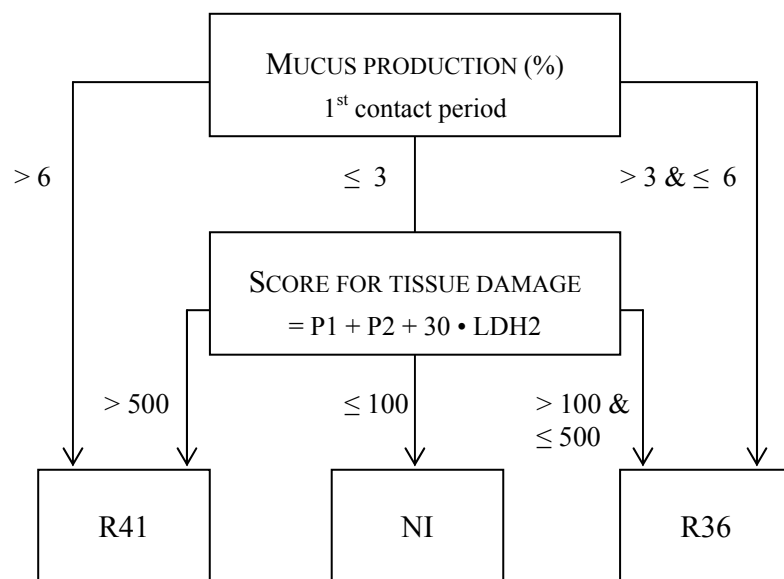 MUCUS PRODUCTION (%)
1st contact period
> 6
≤ 3
> 3 & ≤ 6
SCORE FOR TISSUE DAMAGE
= P1 + P2 + 30 • LDH2
> 500
≤ 100
> 100 &
≤ 500
R41
NI
R36